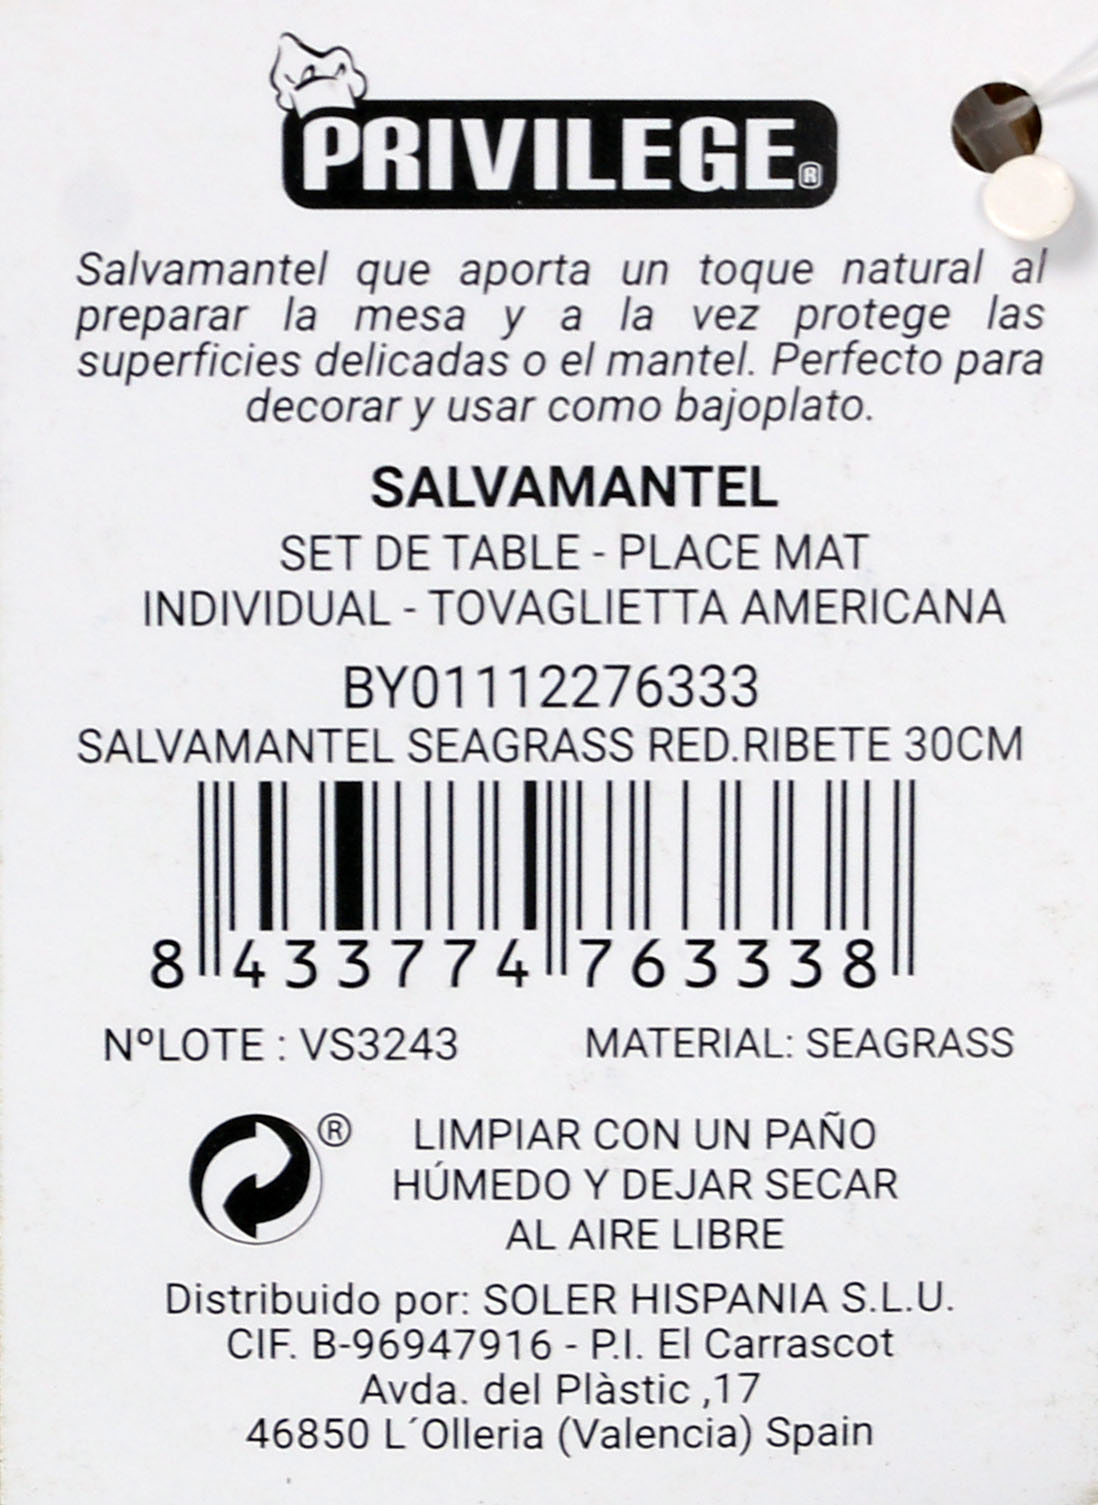 PRIVILEGE®
Salvamantel que aporta un toque natural al
preparar la mesa y a la vez protege las
superficies delicadas o el mantel. Perfecto para
decorar y usar como bajoplato.
SALVAMANTEL
SET DE TABLE - PLACE MAT
INDIVIDUAL - TOVAGLIETTA AMERICANA
BY01112276333
SALVAMANTEL SEAGRASS RED.RIBETE 30CM
8 433774 763338
NºLOTE : VS3243 MATERIAL: SEAGRASS
®
LIMPIAR CON UN PAÑO
HÚMEDO Y DEJAR SECAR
AL AIRE LIBRE
Distribuido por: SOLER HISPANIA S.L.U.
CIF. B-96947916 - P.I. El Carrascot
Avda. del Plàstic ,17
46850 L´Olleria (Valencia) Spain